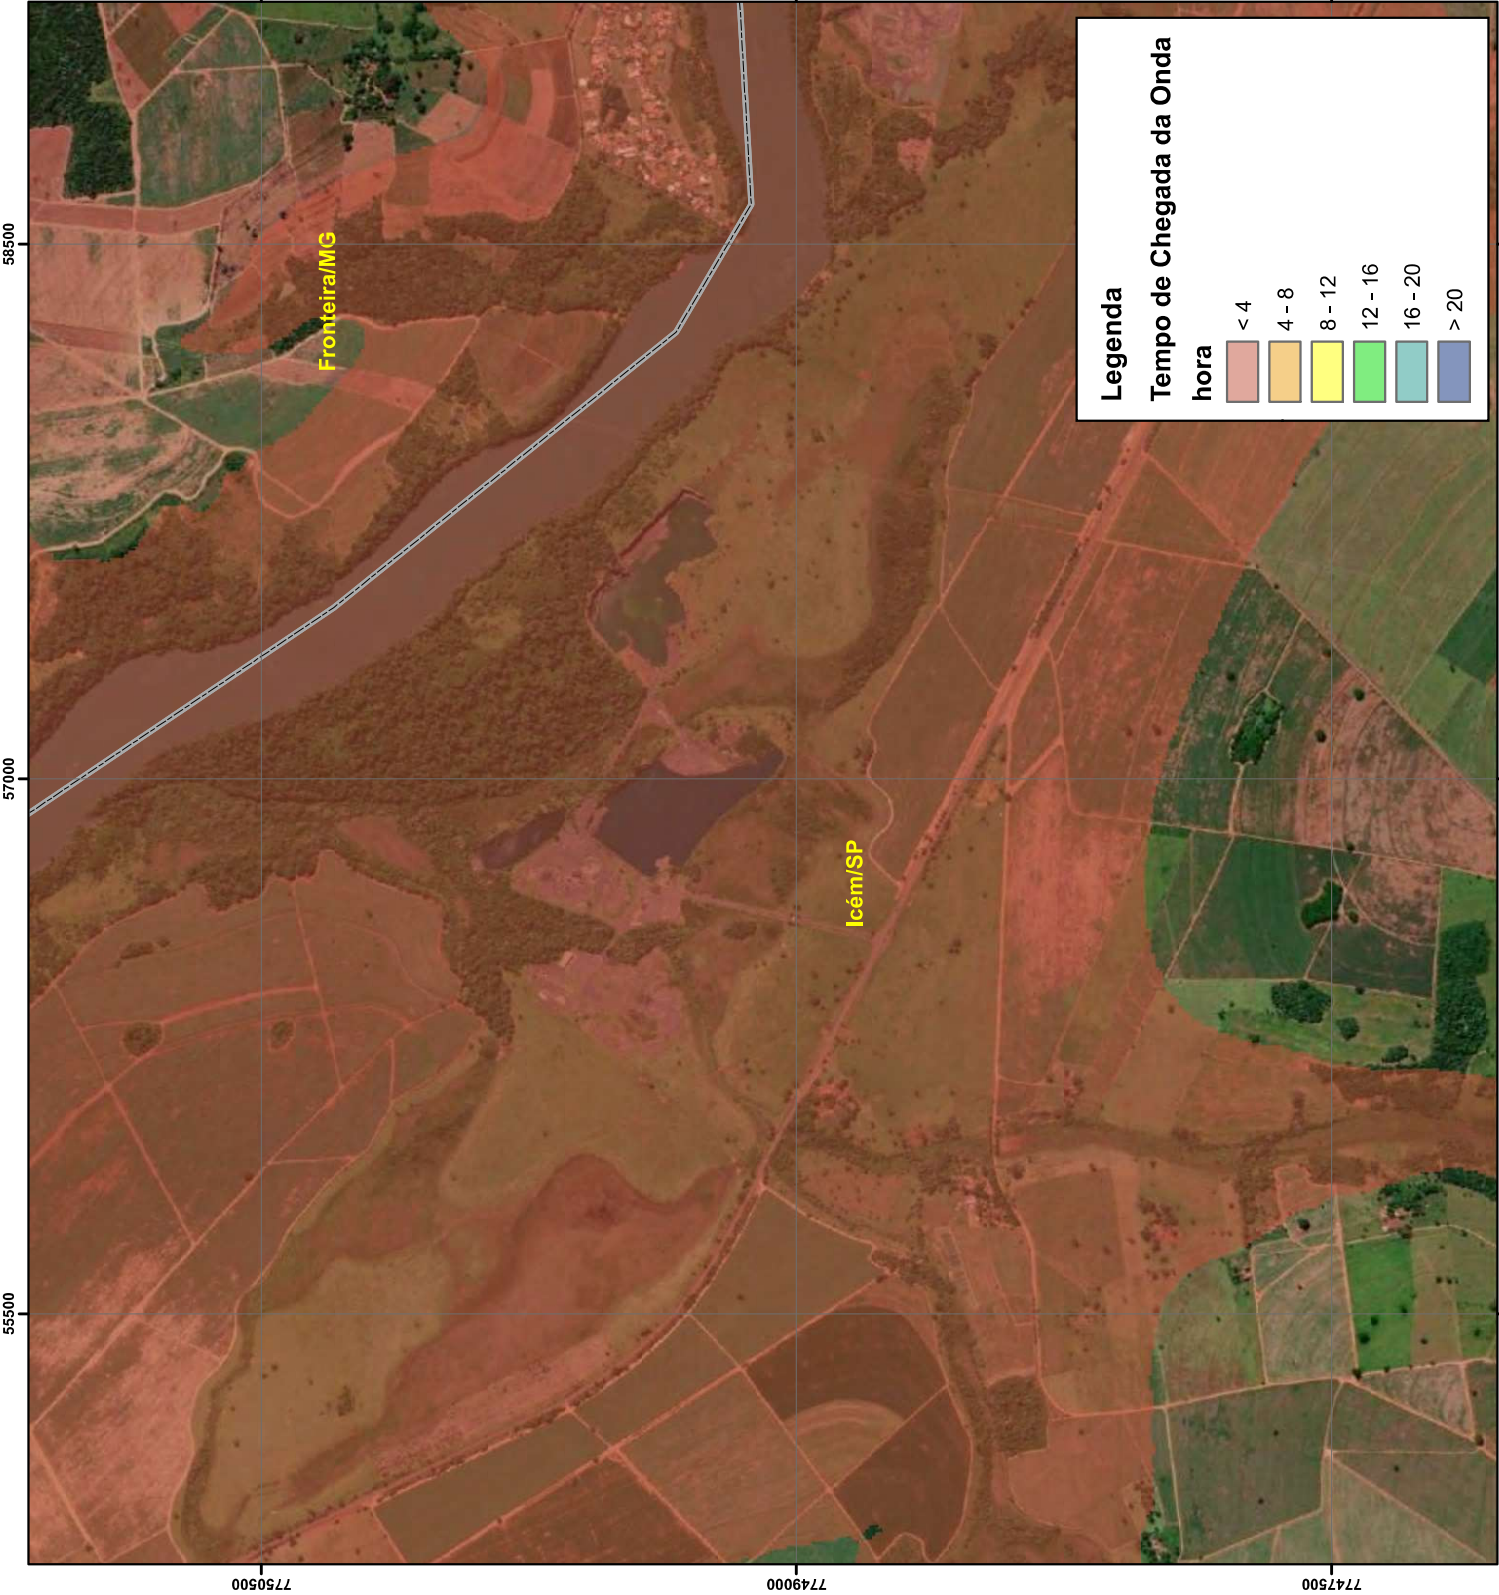 58500
57000
55500
7750500
7749000
7747500
Fronteira/MG
Icém/SP
Legenda
Tempo de Chegada da Onda
hora
< 4
4 - 8
8 - 12
12 - 16
16 - 20
> 20